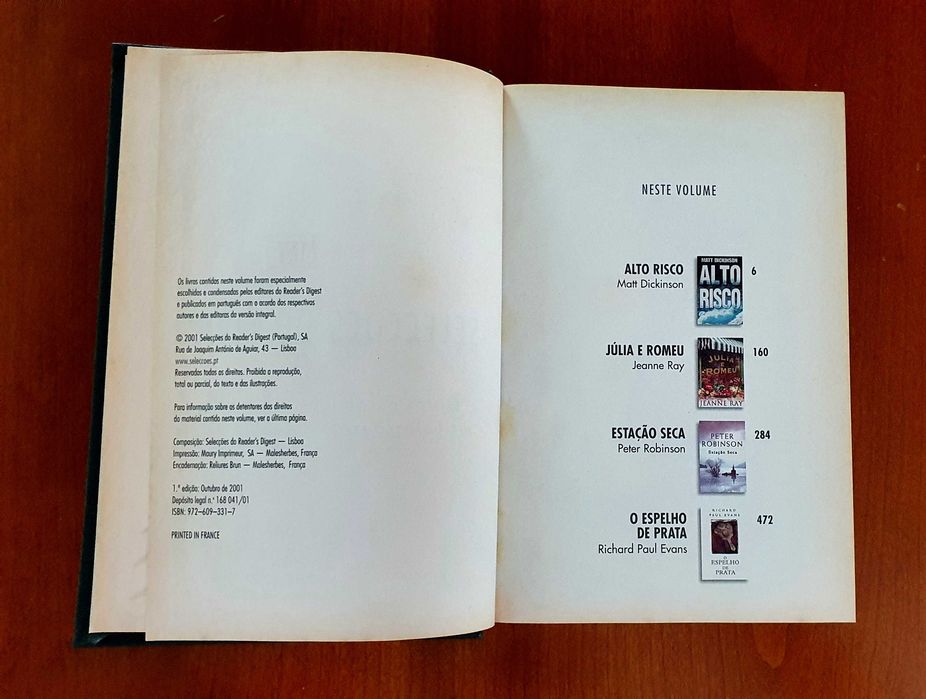 Os livros contidos neste volume foram especialmente
escolhidos e condensados pelos editores do Reader's Digest
e publicados em português com o acordo dos respectivos
autores e das editoras da versão integral.
© 2001 Selecções do Reader's Digest (Portugal), SA
Rua de Joaquim António de Aguiar, 43 — Lisboa
www.seleccoes.pt
Reservados todos os direitos. Proibida a reprodução,
total ou parcial, do texto e das ilustrações.
Para informação sobre os detentores dos direitos
do material contido neste volume, ver a última página.
Composição: Selecções do Reader's Digest — Lisboa
Impressão: Maury Imprimeur, SA — Malesherbes, França
Encadernação: Reliures Brun — Malesherbes, França
1.ª edição: Outubro de 2001
Depósito legal n.º 168 041/01
ISBN: 972–609–331–7
PRINTED IN FRANCE
NESTE VOLUME
ALTO RISCO
Matt Dickinson
MATT DICKINSON
ALTO
RISCO
6
JÚLIA E ROMEU
Jeanne Ray
JÚLIA
E
ROMEU
JEANNE RAY
160
ESTAÇÃO SECA
Peter Robinson
PETER
ROBINSON
Estação Seca
284
O ESPELHO
DE PRATA
Richard Paul Evans
RICHARD
PAUL EVANS
O
ESPELHO
DE
PRATA
472